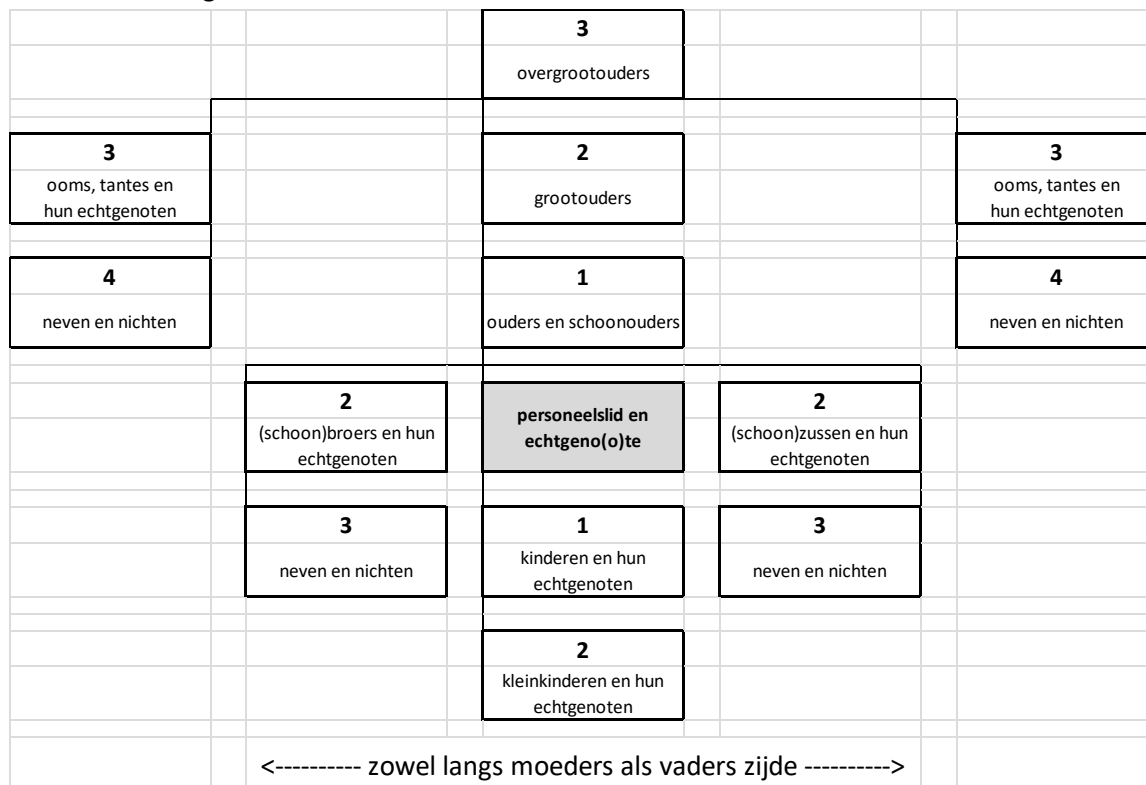 3
overgrootouders
3
2
3
ooms, tantes en
hun echtgenoten
grootouders
ooms, tantes en
hun echtgenoten
4
1
4
neven en nichten
ouders en schoonouders
neven en nichten
2
personeelslid en
echtgeno(o)te
2
(schoon)broers en hun
echtgenoten
(schoon)zussen en hun
echtgenoten
3
1
3
neven en nichten
kinderen en hun
echtgenoten
neven en nichten
2
kleinkinderen en hun
echtgenoten
<---------- zowel langs moeders als vaders zijde ---------->